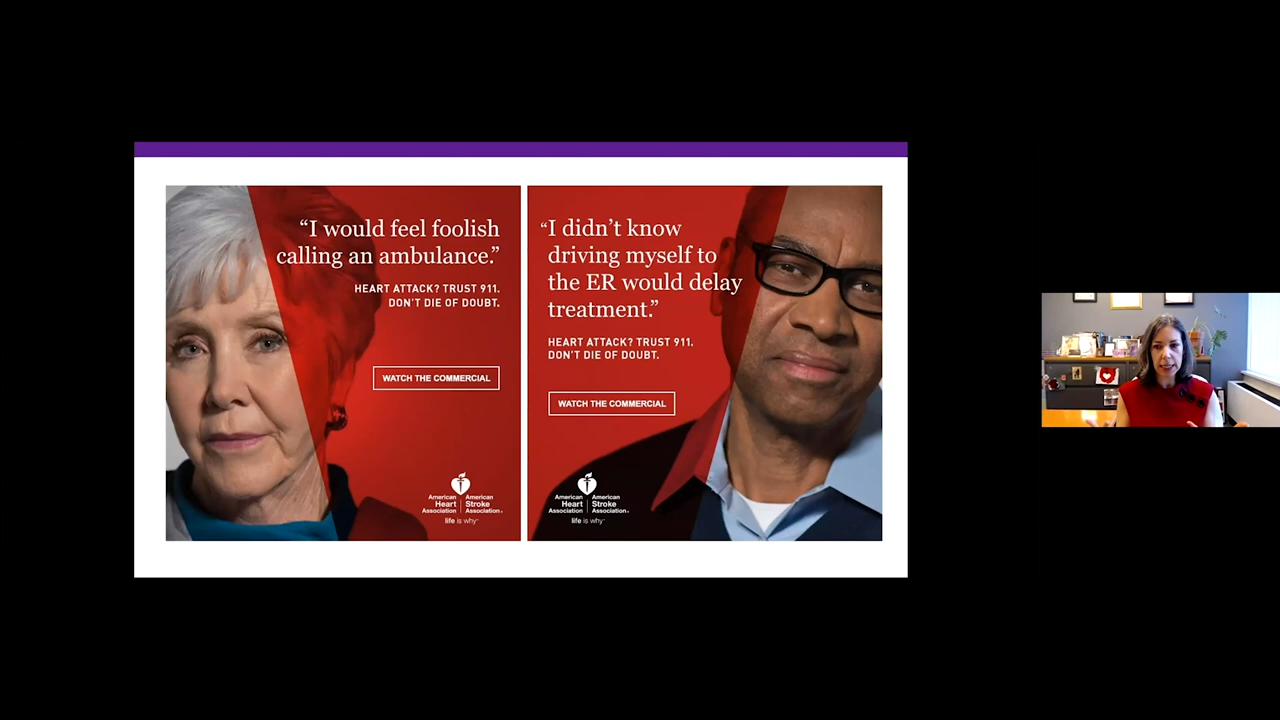 “I would feel foolish
calling an ambulance.”
HEART ATTACK? TRUST 911.
DON’T DIE OF DOUBT.
WATCH THE COMMERCIAL
American
Heart
Association
American
Stroke
Association®
life is why™
“I didn’t know
driving myself to
the ER would delay
treatment.”
HEART ATTACK? TRUST 911.
DON’T DIE OF DOUBT.
WATCH THE COMMERCIAL
American
Heart
Association
American
Stroke
Association®
life is why™